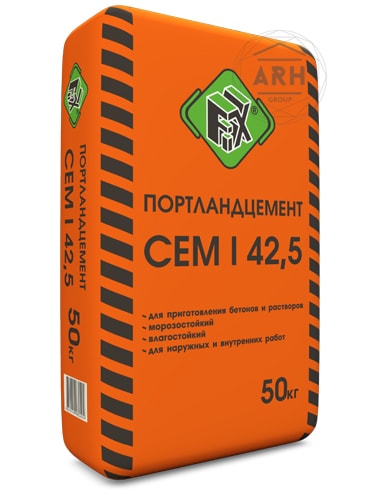 ARH
GROUP
FIX
®
ПОРТЛАНДЦЕМЕНТ
CEM I 42,5
~для приготовления бетонов и растворов
~морозостойкий
~влагостойкий
~для наружных и внутренних работ
50кг
FIX
ПОРТЛАНДЦЕМЕНТ
CEM I 42,5
50кг